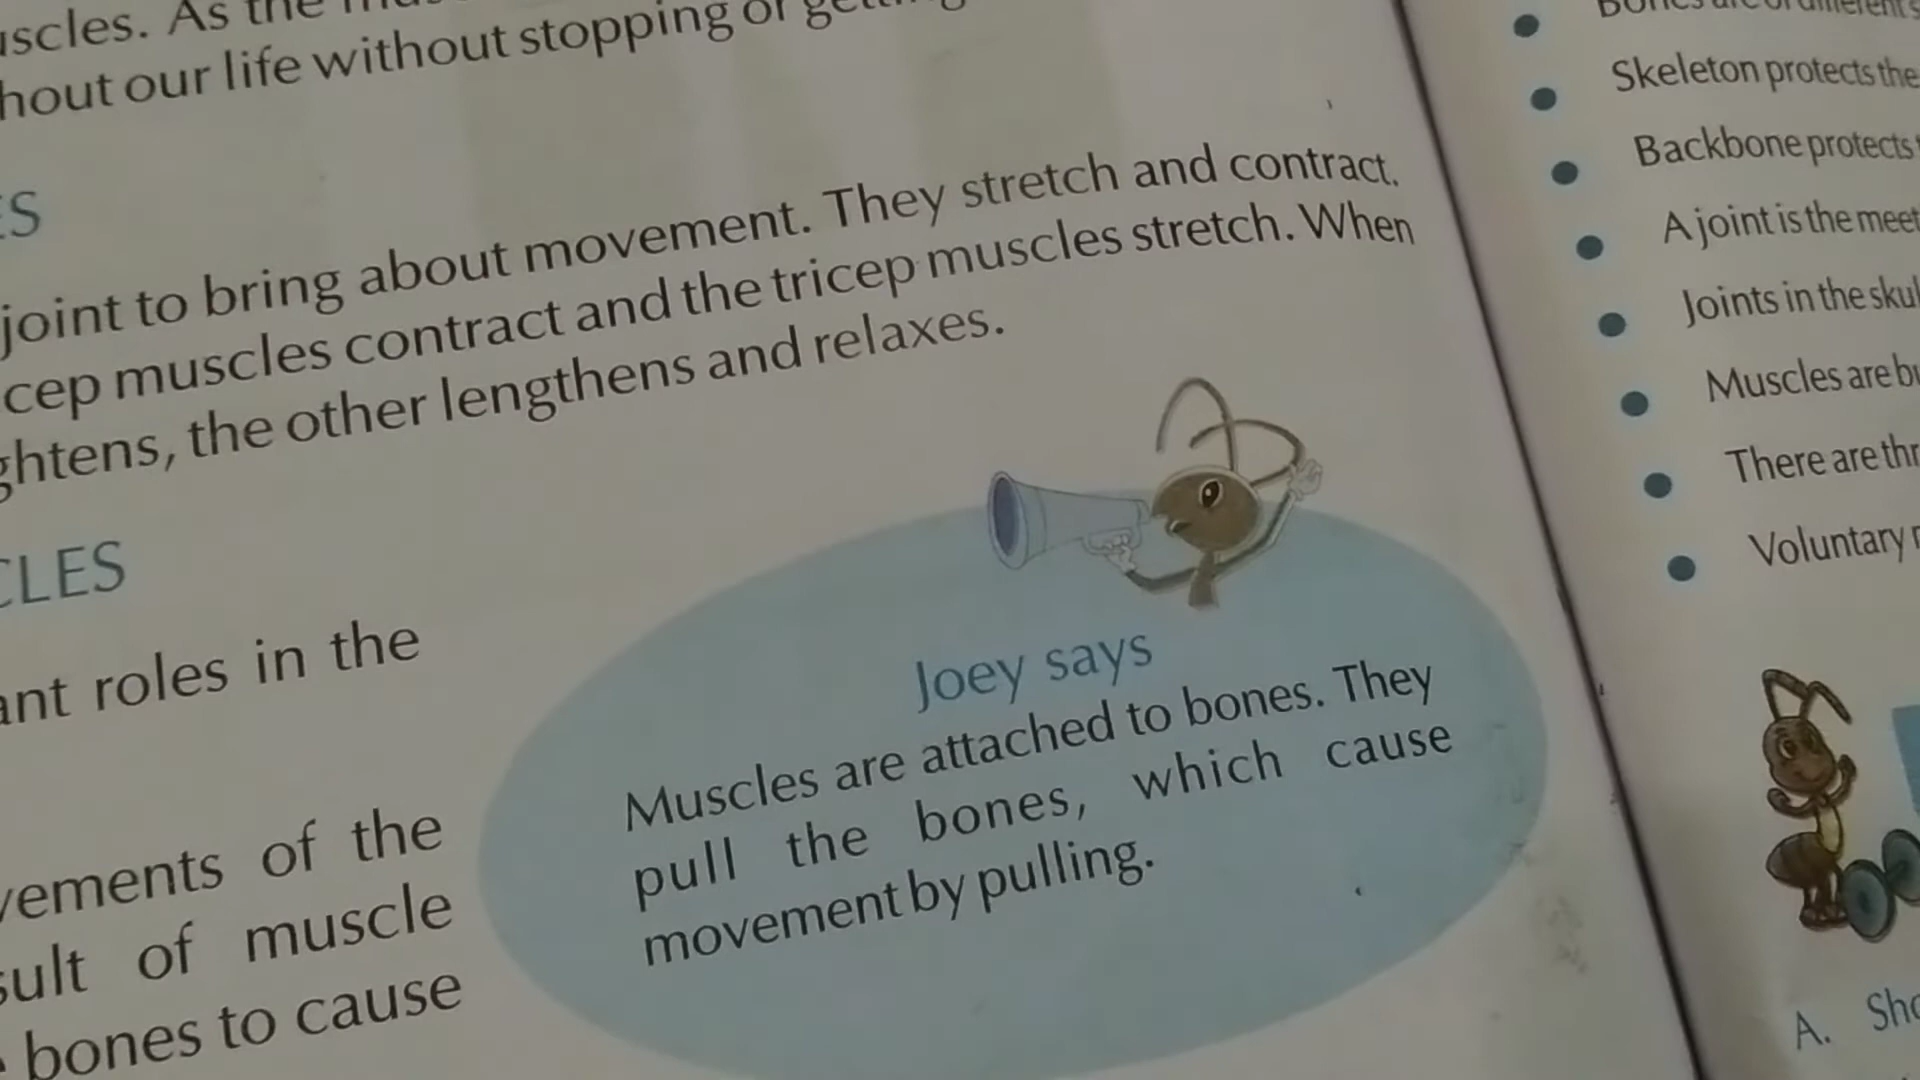 As the
hout our life without stopping or
joint to bring about movement. They stretch and contract.
cep muscles contract and the tricep muscles stretch. When
ghtens, the other lengthens and relaxes.
CLES
ant roles in the
vements of the
sult of muscle
bones to cause
Joey says
Muscles are attached to bones. They
pull the bones, which cause
movement by pulling.
Skeleton protects the
Backbone protects
A joint is the meet
Joints in the skul
Muscles are
There are thr
Voluntary
A. Sho